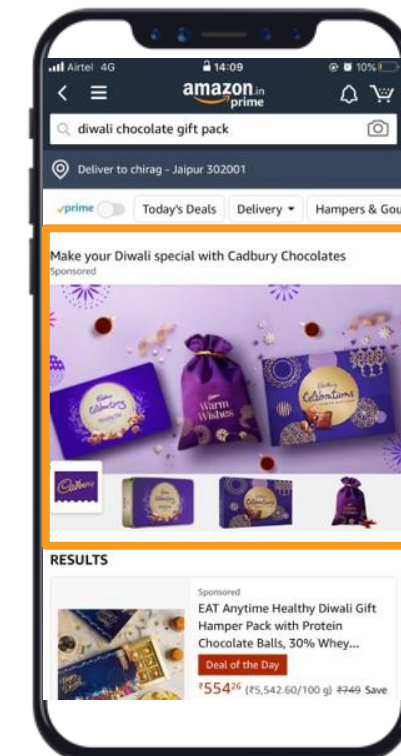 Airtel 4G 14:09 10%
amazon.in
prime
diwali chocolate gift pack
Deliver to chirag - Jaipur 302001
prime Today's Deals Delivery Hampers & Gou
Make your Diwali special with Cadbury Chocolates
Sponsored
Cadbury
Celebrations
Warm
Wishes
Celebrations
Cadbury
RESULTS
Sponsored
EAT Anytime Healthy Diwali Gift
Hamper Pack with Protein
Chocolate Balls, 30% Whey...
Deal of the Day
₹554²⁶ (₹5,542.60/100 g) ₹749 Save